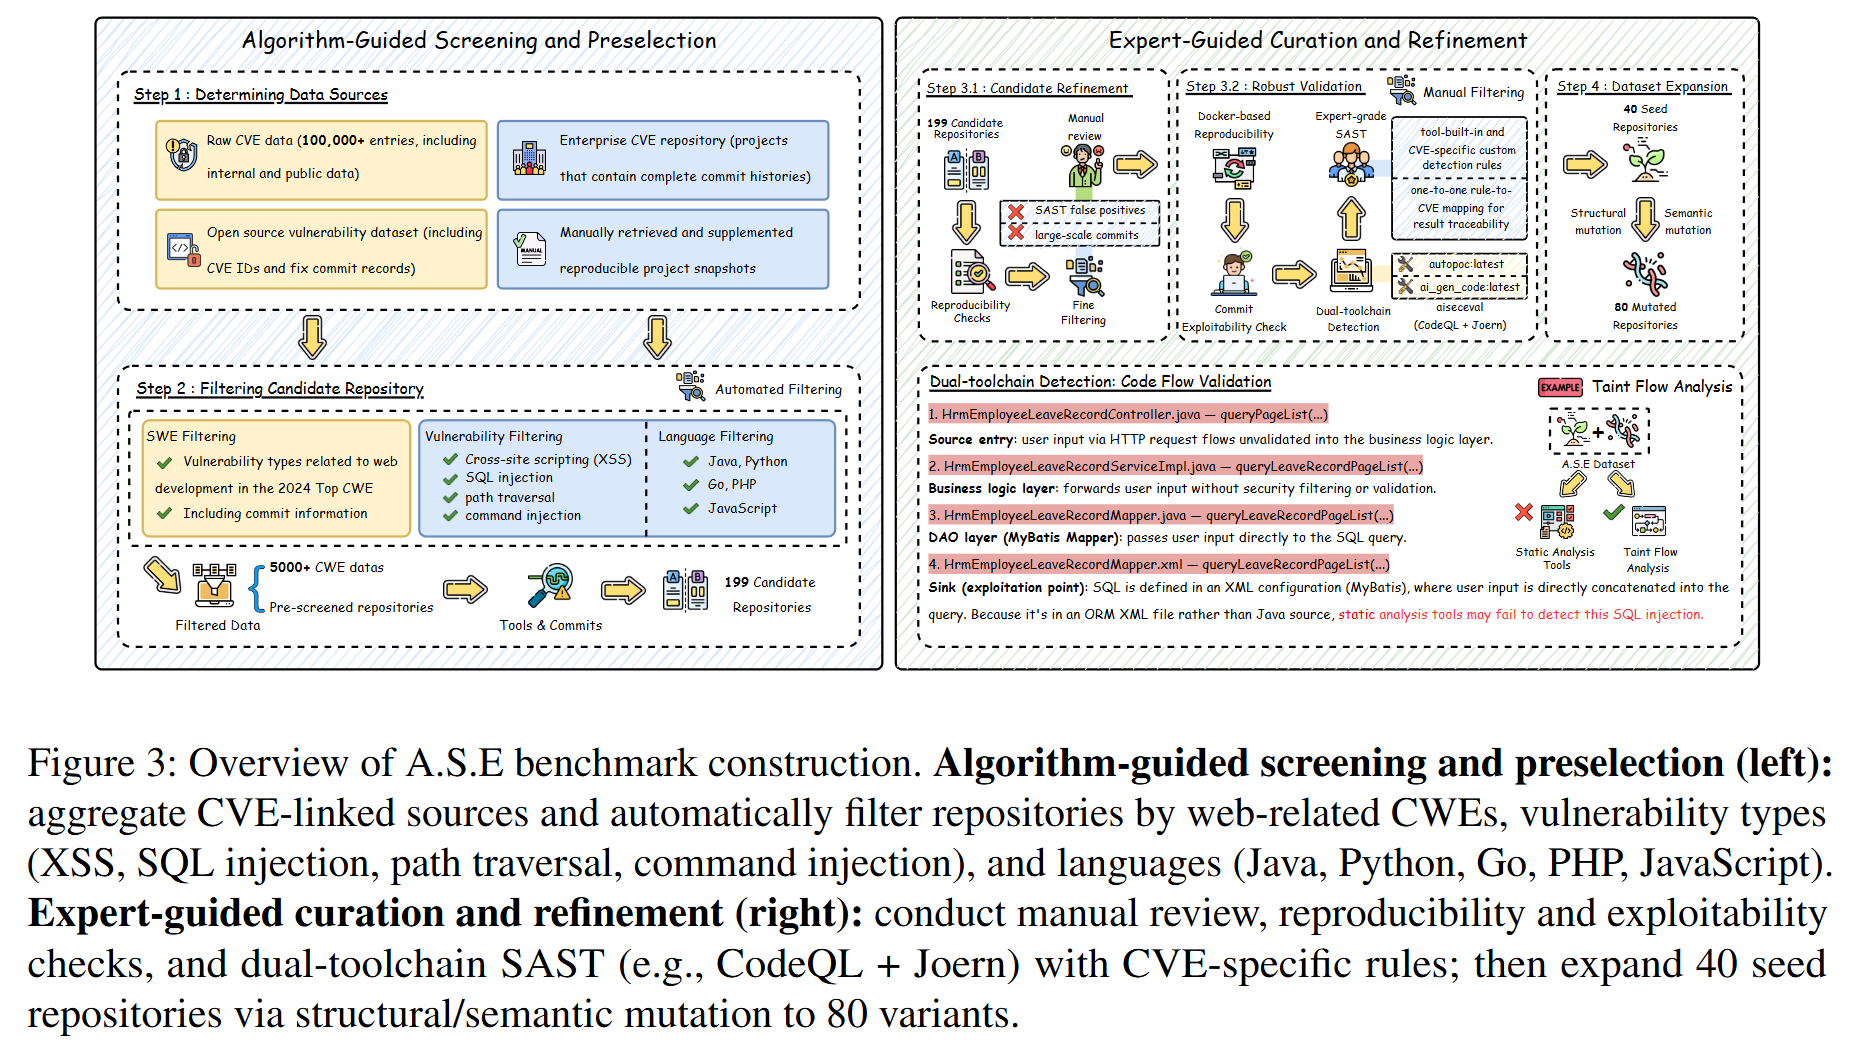 Algorithm-Guided Screening and Preselection
Step 1 : Determining Data Sources
Raw CVE data (100,000+ entries, including
internal and public data)
Enterprise CVE repository (projects
that contain complete commit histories)
Open source vulnerability dataset (including
CVE IDs and fix commit records)
MANUAL
Manually retrieved and supplemented
reproducible project snapshots
Step 2 : Filtering Candidate Repository
Automated Filtering
SWE Filtering
Vulnerability types related to web
development in the 2024 Top CWE
Including commit information
Vulnerability Filtering
Cross-site scripting (XSS)
SQL injection
path traversal
command injection
Language Filtering
Java, Python
Go, PHP
JavaScript
5000+ CWE datas
Pre-screened repositories
Filtered Data
Tools & Commits
A B
199 Candidate
Repositories
Expert-Guided Curation and Refinement
Step 3.1 : Candidate Refinement
199 Candidate
Repositories
A B
Manual
review
SAST false positives
large-scale commits
Reproducibility
Checks
Fine
Filtering
Step 3.2 : Robust Validation
Manual Filtering
Docker-based
Reproducibility
Expert-grade
SAST
tool-built-in and
CVE-specific custom
detection rules
one-to-one rule-to-
CVE mapping for
result traceability
Commit
Exploitability Check
Dual-toolchain
Detection
autopoc:latest
ai_gen_code:latest
aiseceval
(CodeQL + Joern)
Step 4 : Dataset Expansion
40 Seed
Repositories
Structural
mutation
Semantic
mutation
80 Mutated
Repositories
Dual-toolchain Detection: Code Flow Validation
1. HrmEmployeeLeaveRecordController.java — queryPageList(...)
Source entry: user input via HTTP request flows unvalidated into the business logic layer.
2. HrmEmployeeLeaveRecordServiceImpl.java — queryLeaveRecordPageList(...)
Business logic layer: forwards user input without security filtering or validation.
3. HrmEmployeeLeaveRecordMapper.java — queryLeaveRecordPageList(...)
DAO layer (MyBatis Mapper): passes user input directly to the SQL query.
4. HrmEmployeeLeaveRecordMapper.xml — queryLeaveRecordPageList(...)
Sink (exploitation point): SQL is defined in an XML configuration (MyBatis), where user input is directly concatenated into the
query. Because it's in an ORM XML file rather than Java source, static analysis tools may fail to detect this SQL injection.
EXAMPLE Taint Flow Analysis
+
A.S.E Dataset
Static Analysis
Tools
Taint Flow
Analysis
Figure 3: Overview of A.S.E benchmark construction. Algorithm-guided screening and preselection (left):
aggregate CVE-linked sources and automatically filter repositories by web-related CWEs, vulnerability types
(XSS, SQL injection, path traversal, command injection), and languages (Java, Python, Go, PHP, JavaScript).
Expert-guided curation and refinement (right): conduct manual review, reproducibility and exploitability
checks, and dual-toolchain SAST (e.g., CodeQL + Joern) with CVE-specific rules; then expand 40 seed
repositories via structural/semantic mutation to 80 variants.